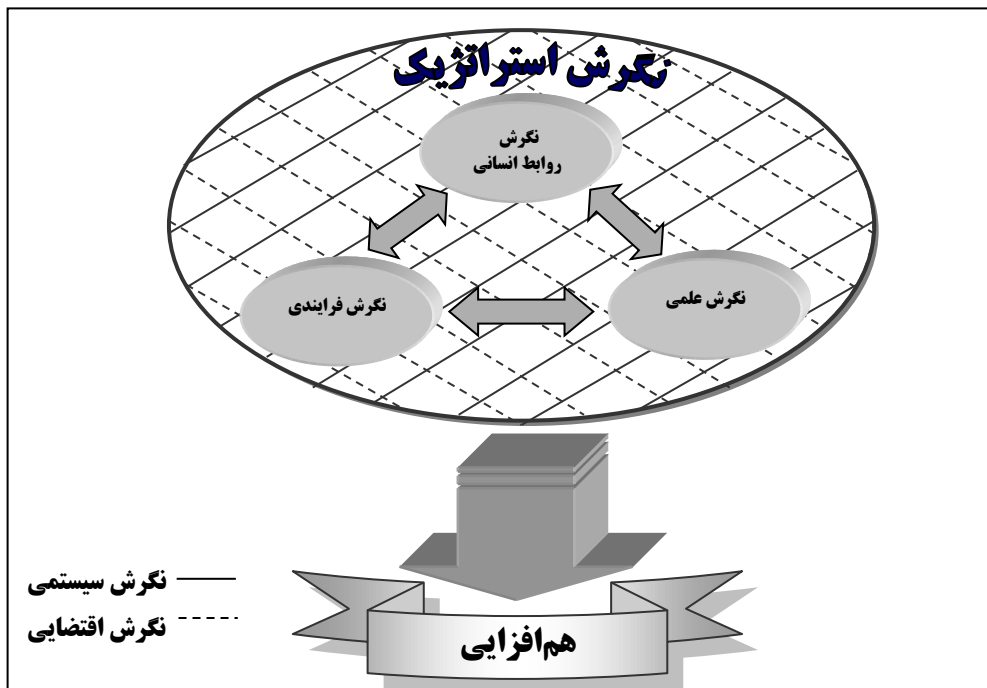 نگرش استراتژیک
نگرش
روابط انسانی
نگرش علمی
نگرش فرایندی
نگرش سیستمی
نگرش اقتضایی
هم‌افزایی